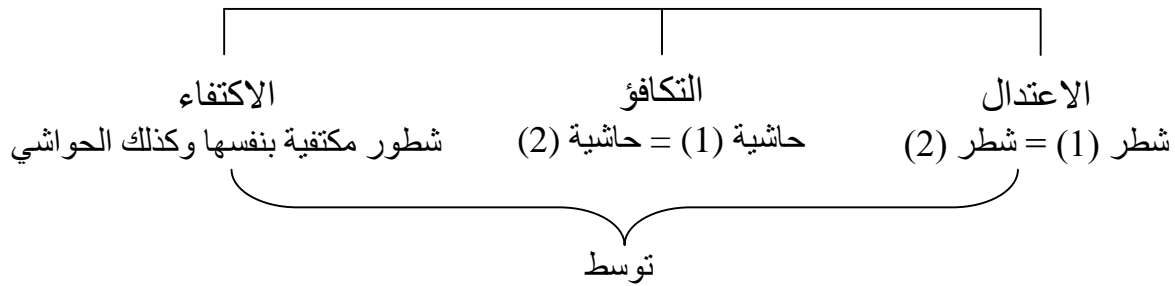 الاعتدال التكافؤ الاكتفاء
شطر (1) = شطر (2) حاشية (1) = حاشية (2) شطور مكتفية بنفسها وكذلك الحواشي
توسط